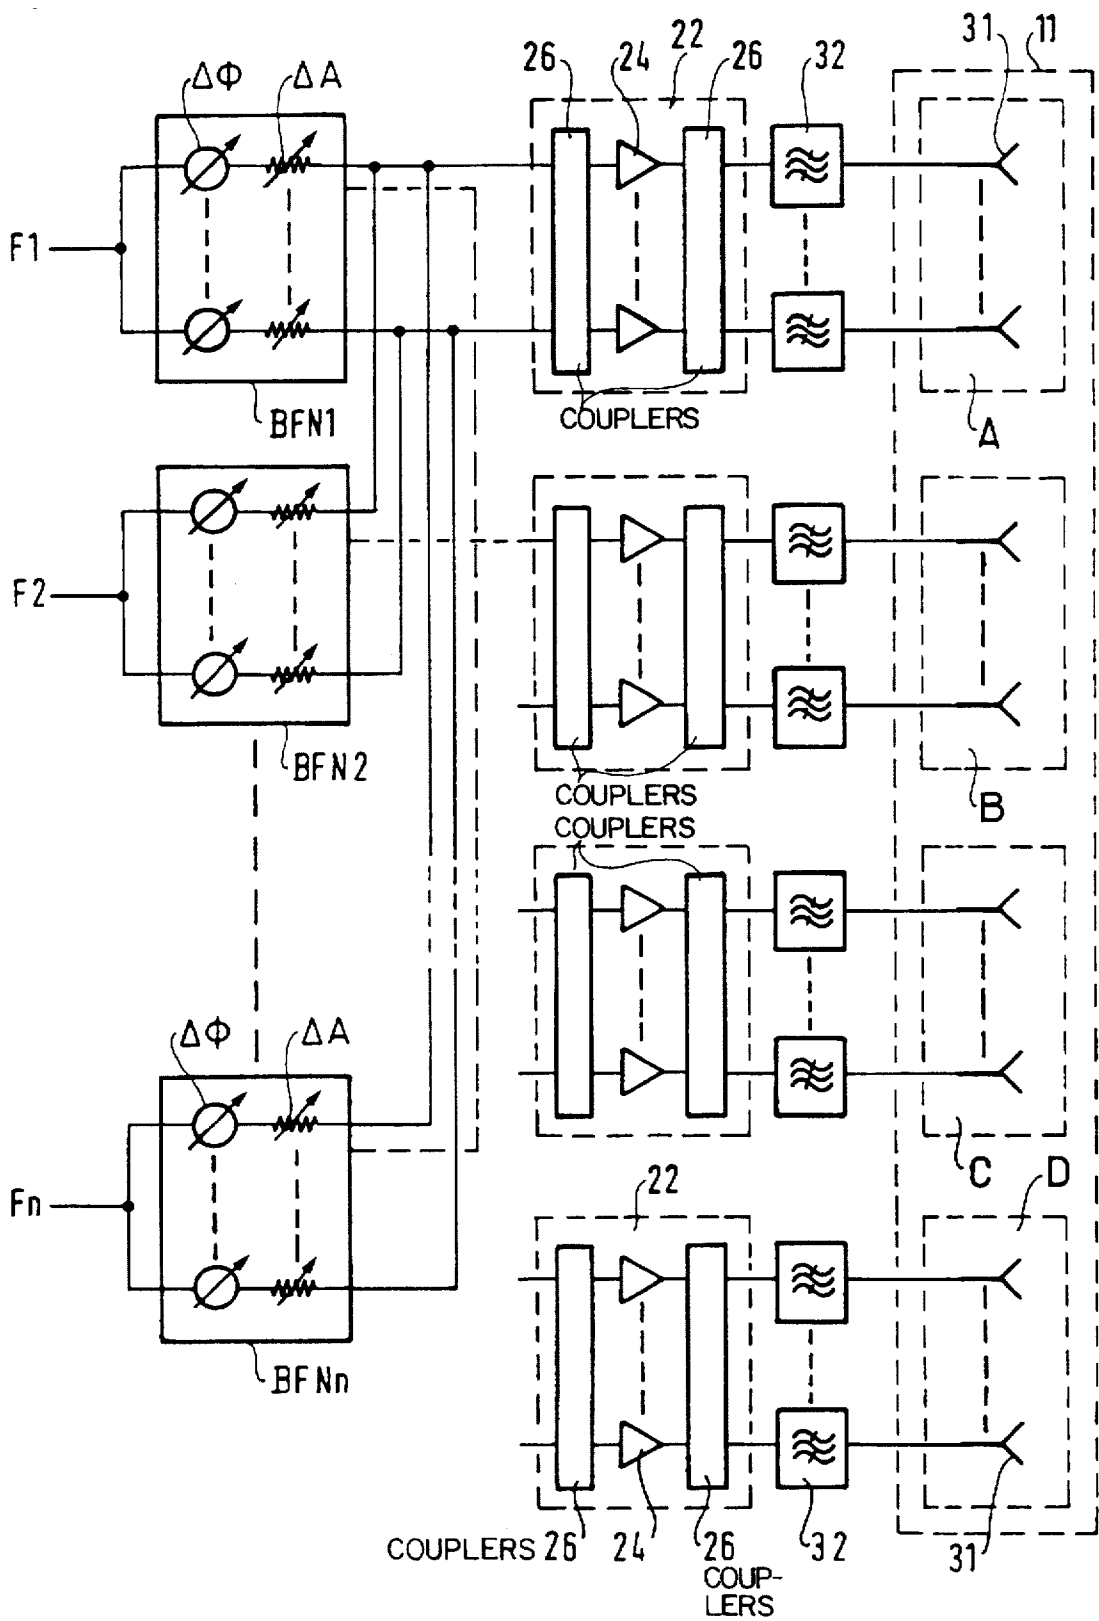 26 24 22 26 32 31 11
ΔΦ ΔA
F1
BFN1
COUPLERS
A
F2
BFN2
COUPLERS
B
COUPLERS
ΔΦ ΔA
C D
22
Fn
BFNn
COUPLERS 26 24 26 32 31
COUP-
LERS